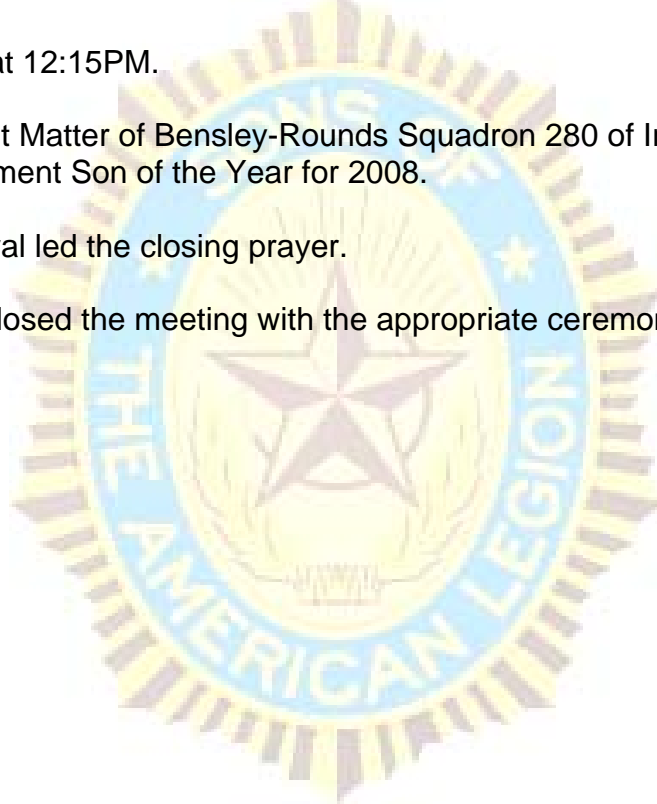 at 12:15PM.
t Matter of Bensley-Rounds Squadron 280 of In
ment Son of the Year for 2008.
val led the closing prayer.
losed the meeting with the appropriate ceremon
SONS OF
THE AMERICAN LEGION